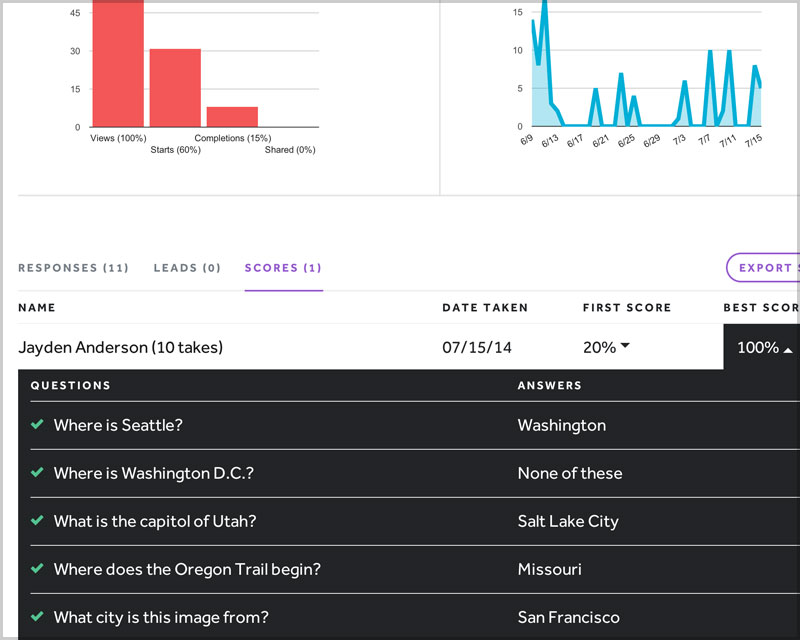 45
30
15
0
Views (100%)
Completions (15%)
Starts (60%)
Shared (0%)
15
10
5
0
6/9
6/13
6/17
6/21
6/25
6/29
7/3
7/7
7/11
7/15
RESPONSES (11) LEADS (0) SCORES (1)
EXPORT
NAME DATE TAKEN FIRST SCORE BEST SCOR
Jayden Anderson (10 takes) 07/15/14 20% 100%
QUESTIONS ANSWERS
Where is Seattle? Washington
Where is Washington D.C.? None of these
What is the capitol of Utah? Salt Lake City
Where does the Oregon Trail begin? Missouri
What city is this image from? San Francisco